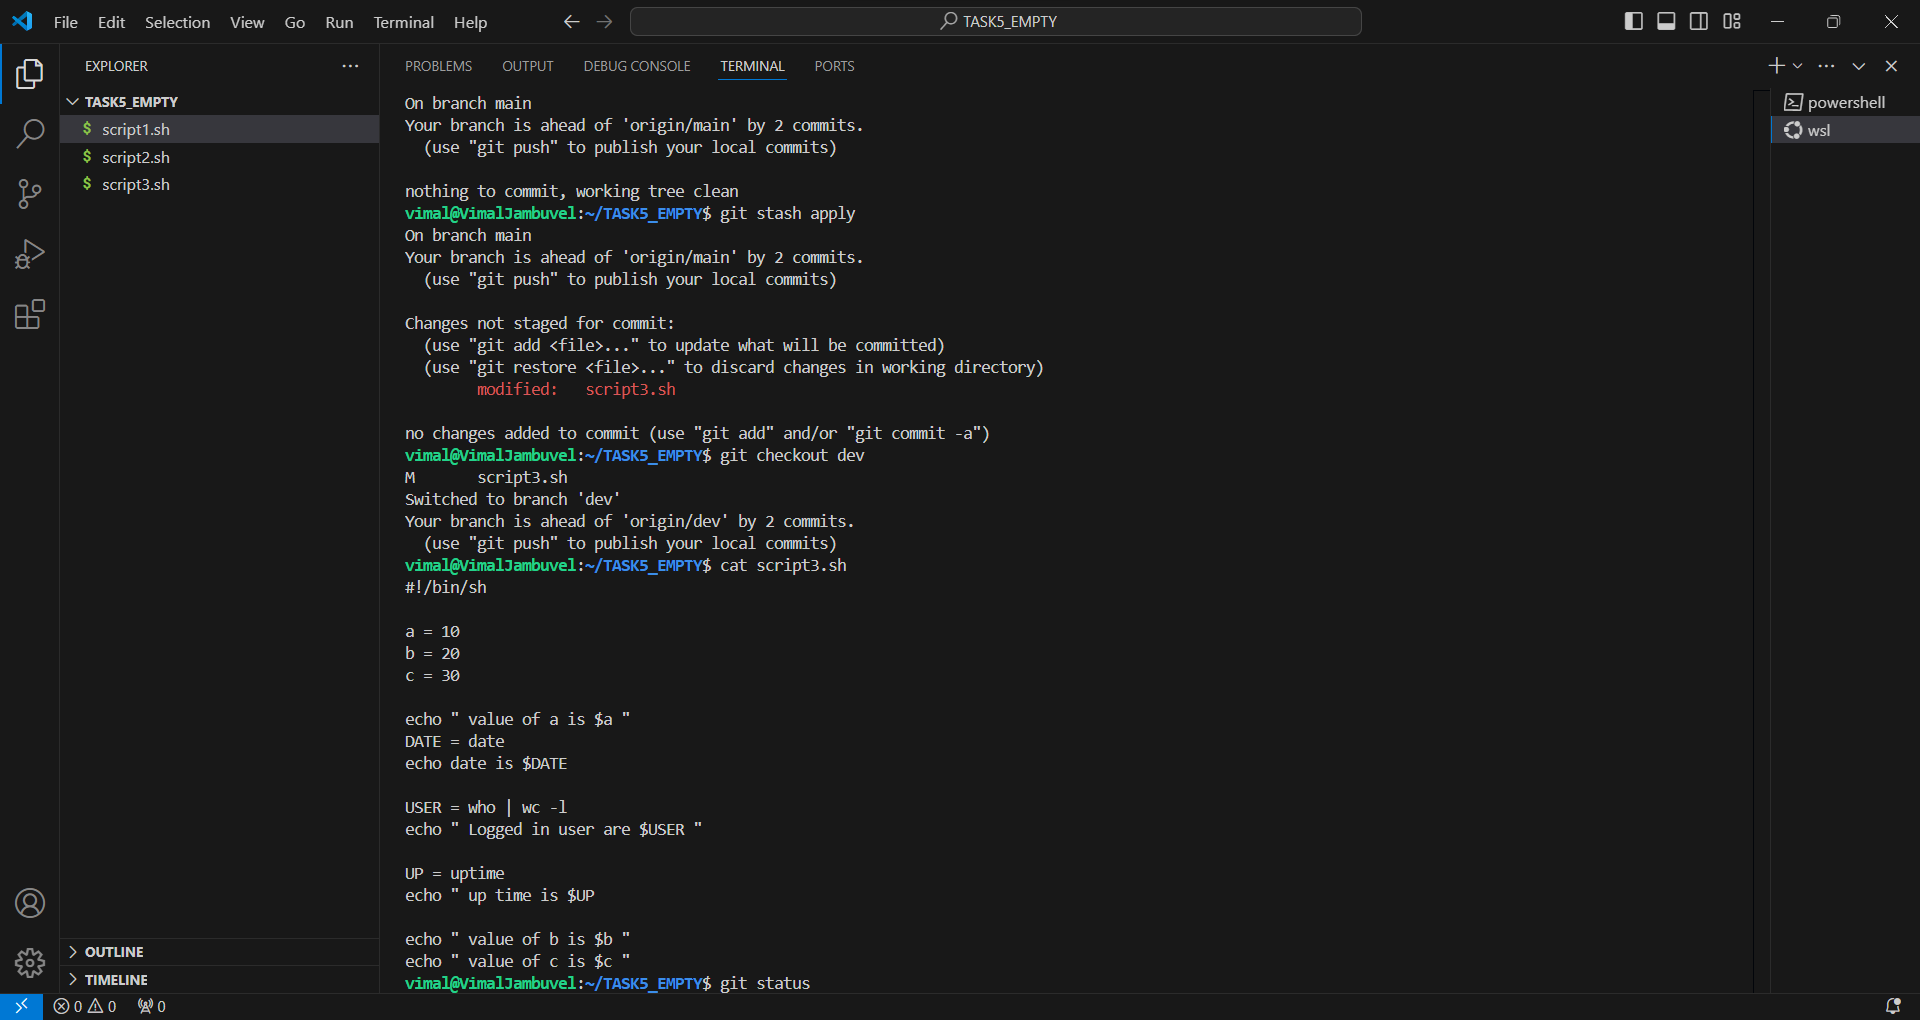 File Edit Selection View Go Run Terminal Help
TASK5_EMPTY
EXPLORER
TASK5_EMPTY
$ script1.sh
$ script2.sh
$ script3.sh
OUTLINE
TIMELINE
PROBLEMS OUTPUT DEBUG CONSOLE TERMINAL PORTS
On branch main
Your branch is ahead of 'origin/main' by 2 commits.
  (use "git push" to publish your local commits)

nothing to commit, working tree clean
vimal@VimalJambuvel:~/TASK5_EMPTY$ git stash apply
On branch main
Your branch is ahead of 'origin/main' by 2 commits.
  (use "git push" to publish your local commits)

Changes not staged for commit:
  (use "git add <file>..." to update what will be committed)
  (use "git restore <file>..." to discard changes in working directory)
        modified:   script3.sh

no changes added to commit (use "git add" and/or "git commit -a")
vimal@VimalJambuvel:~/TASK5_EMPTY$ git checkout dev
M       script3.sh
Switched to branch 'dev'
Your branch is ahead of 'origin/dev' by 2 commits.
  (use "git push" to publish your local commits)
vimal@VimalJambuvel:~/TASK5_EMPTY$ cat script3.sh
#!/bin/sh

a = 10
b = 20
c = 30

echo " value of a is $a "
DATE = date
echo date is $DATE

USER = who | wc -l
echo " Logged in user are $USER "

UP = uptime
echo " up time is $UP

echo " value of b is $b "
echo " value of c is $c "
vimal@VimalJambuvel:~/TASK5_EMPTY$ git status
powershell
wsl
0 0 0